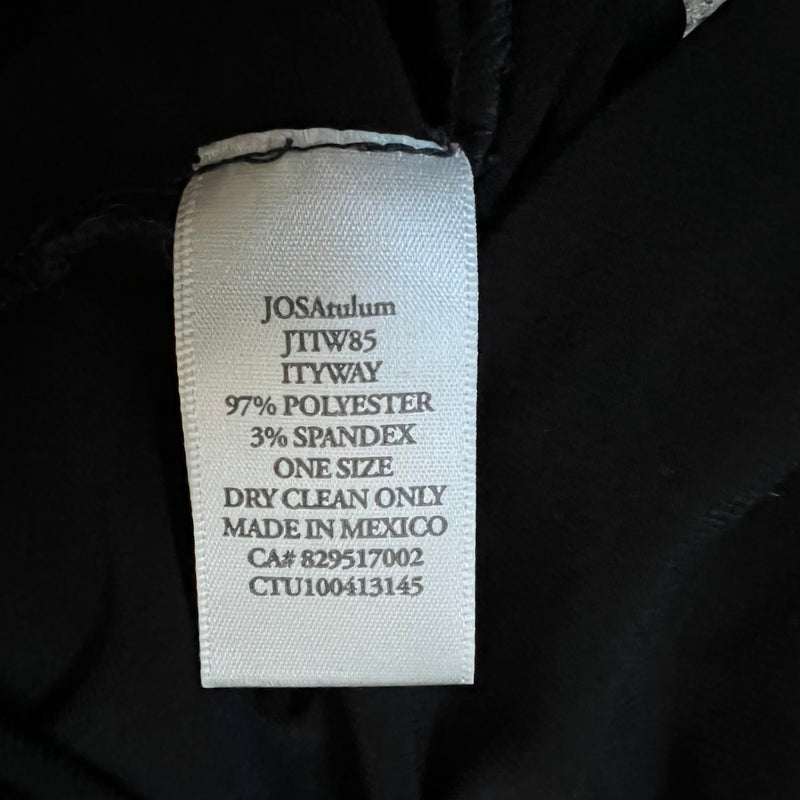 JOSAtulum
JTIW85
ITYWAY
97% POLYESTER
3% SPANDEX
ONE SIZE
DRY CLEAN ONLY
MADE IN MEXICO
CA# 829517002
CTU100413145